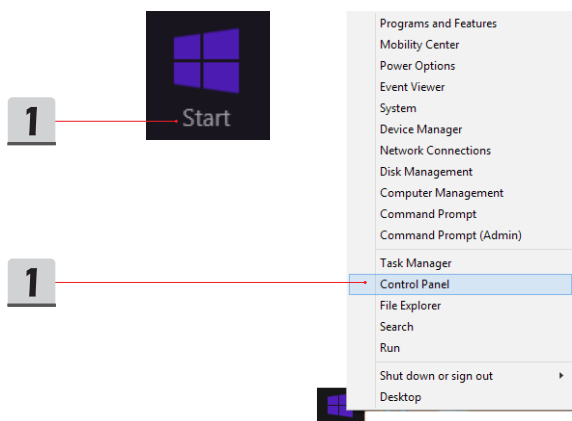 1
Start
1
Programs and Features
Mobility Center
Power Options
Event Viewer
System
Device Manager
Network Connections
Disk Management
Computer Management
Command Prompt
Command Prompt (Admin)
Task Manager
Control Panel
File Explorer
Search
Run
Shut down or sign out
Desktop